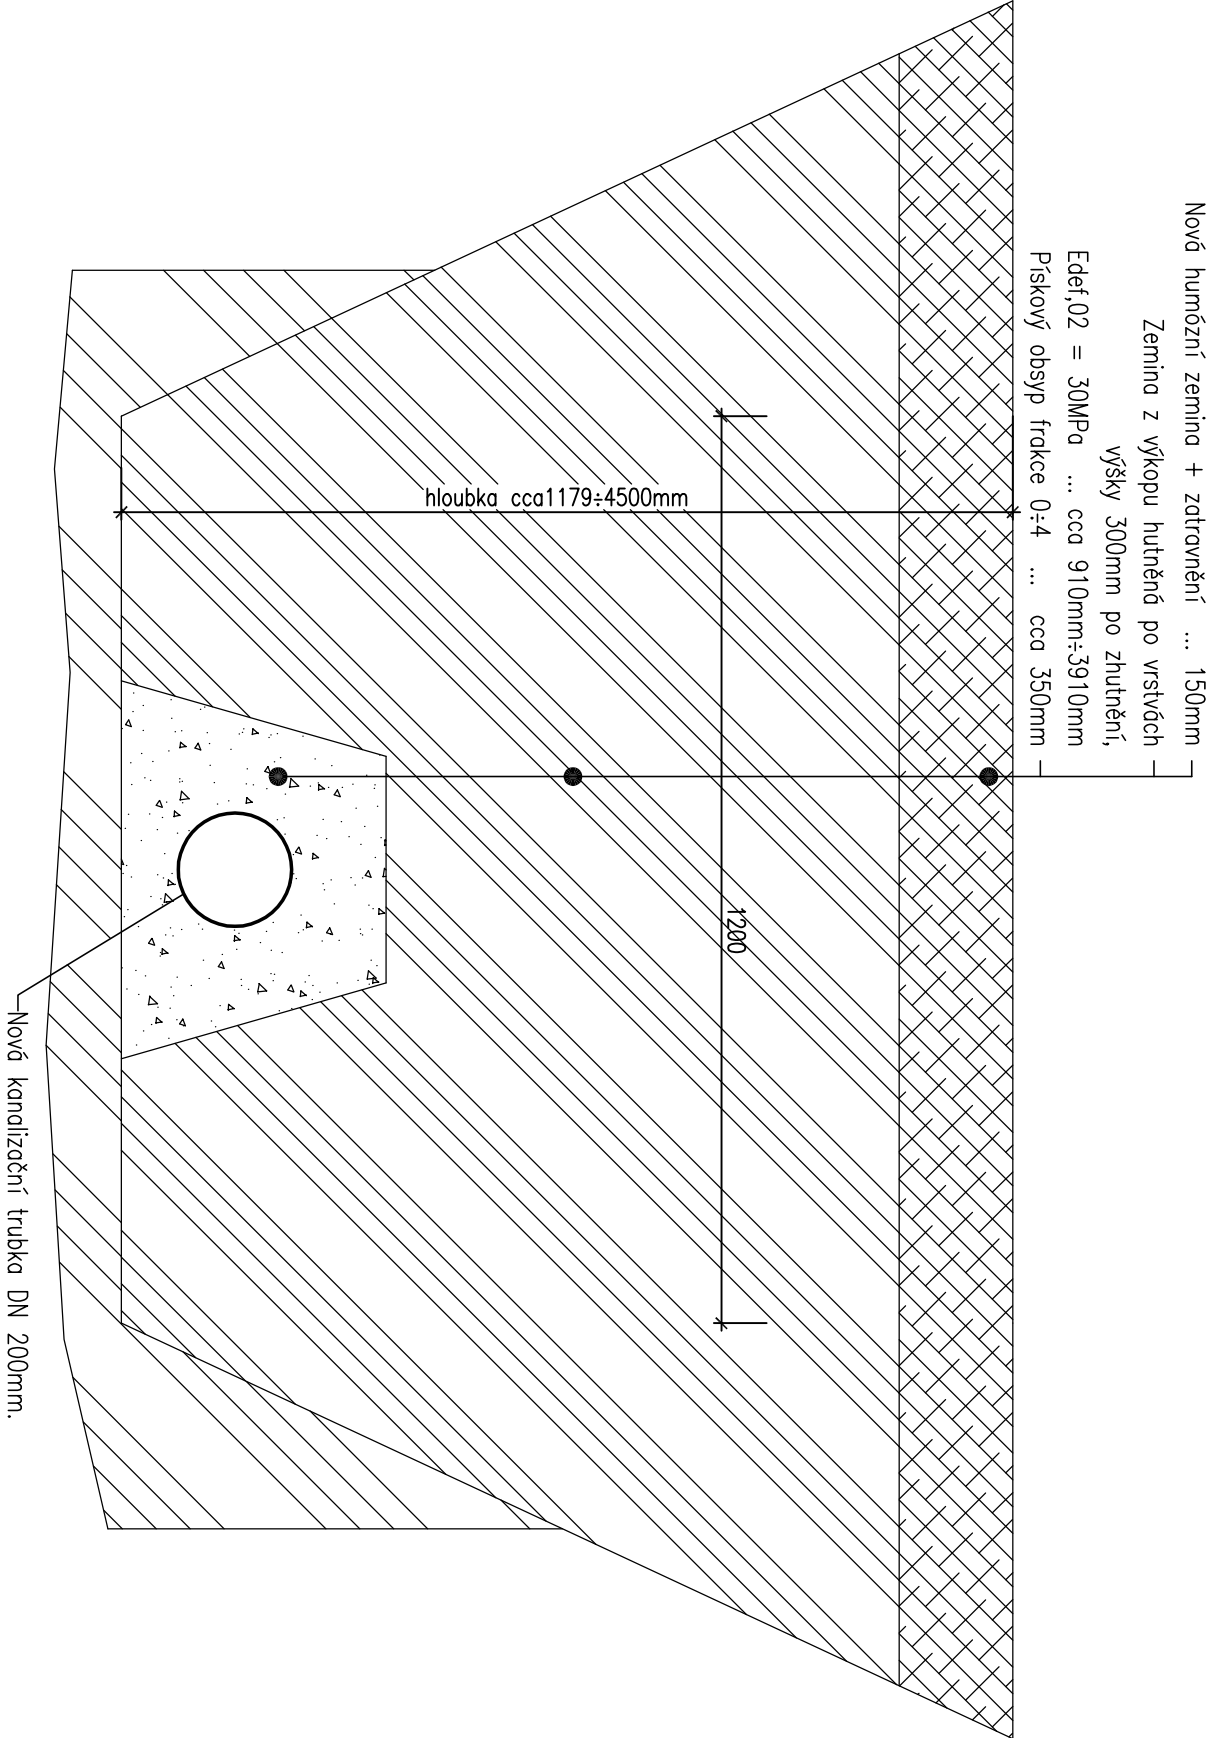 Nová humózní zemina + zatravnění ... 150mm
Zemina z výkopu hutněná po vrstvách
výšky 300mm po zhutnění,
Edef,02 = 30MPa ... cca 910mm÷3910mm
Pískový obsyp frakce 0÷4 ... cca 350mm
hloubka cca1179÷4500mm
1200
Nová kanalizační trubka DN 200mm.